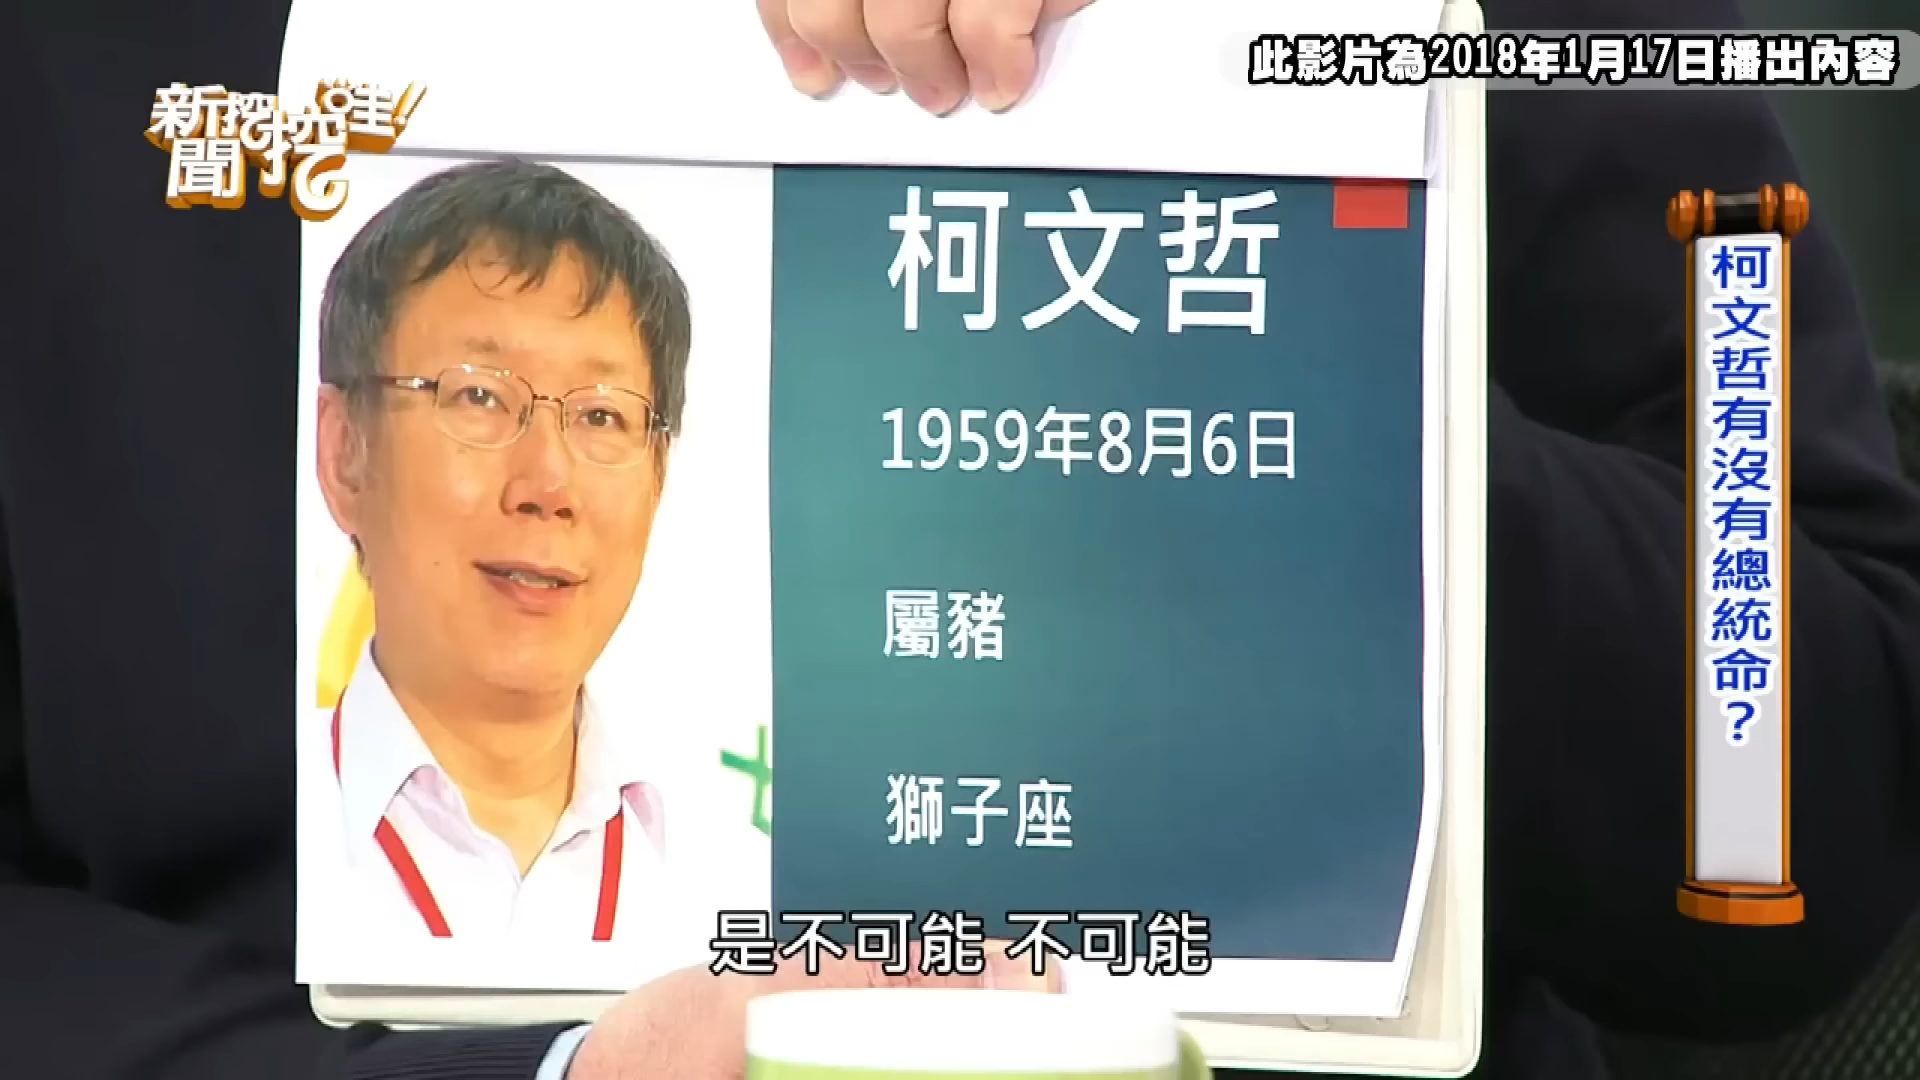 此影片為2018年1月17日播出內容
新聞挖挖哇!
柯文哲
1959年8月6日
屬豬
獅子座
柯文哲有沒有總統命?
是不可能 不可能